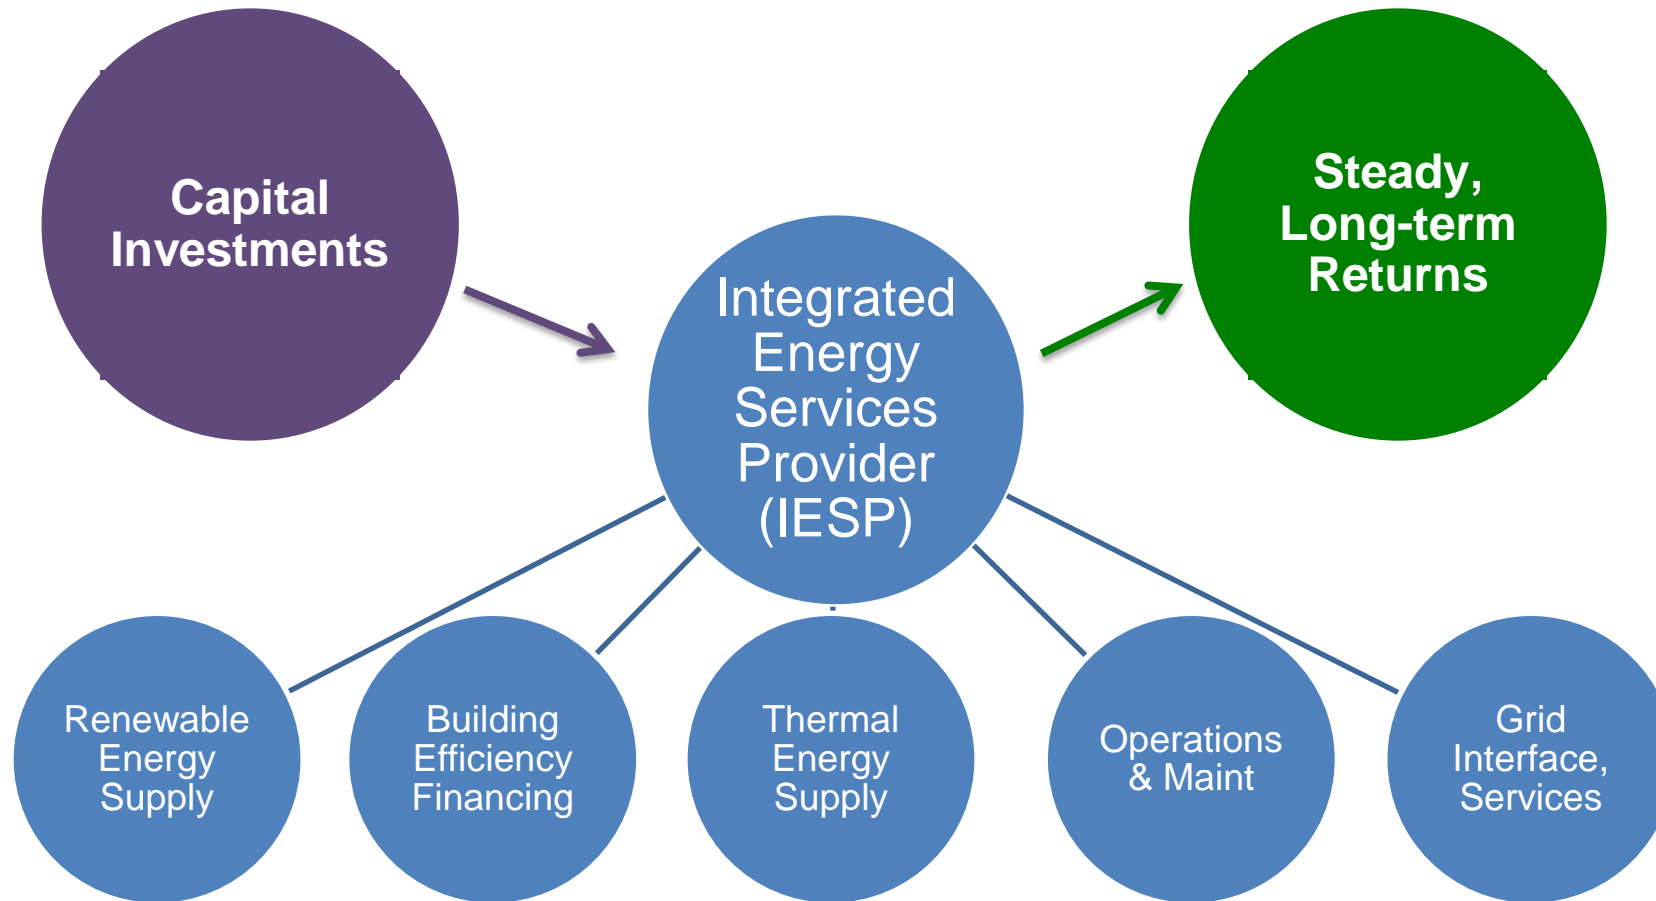 Capital
Investments
Steady,
Long-term
Returns
Integrated
Energy
Services
Provider
(IESP)
Renewable
Energy
Supply
Building
Efficiency
Financing
Thermal
Energy
Supply
Operations
& Maint
Grid
Interface,
Services